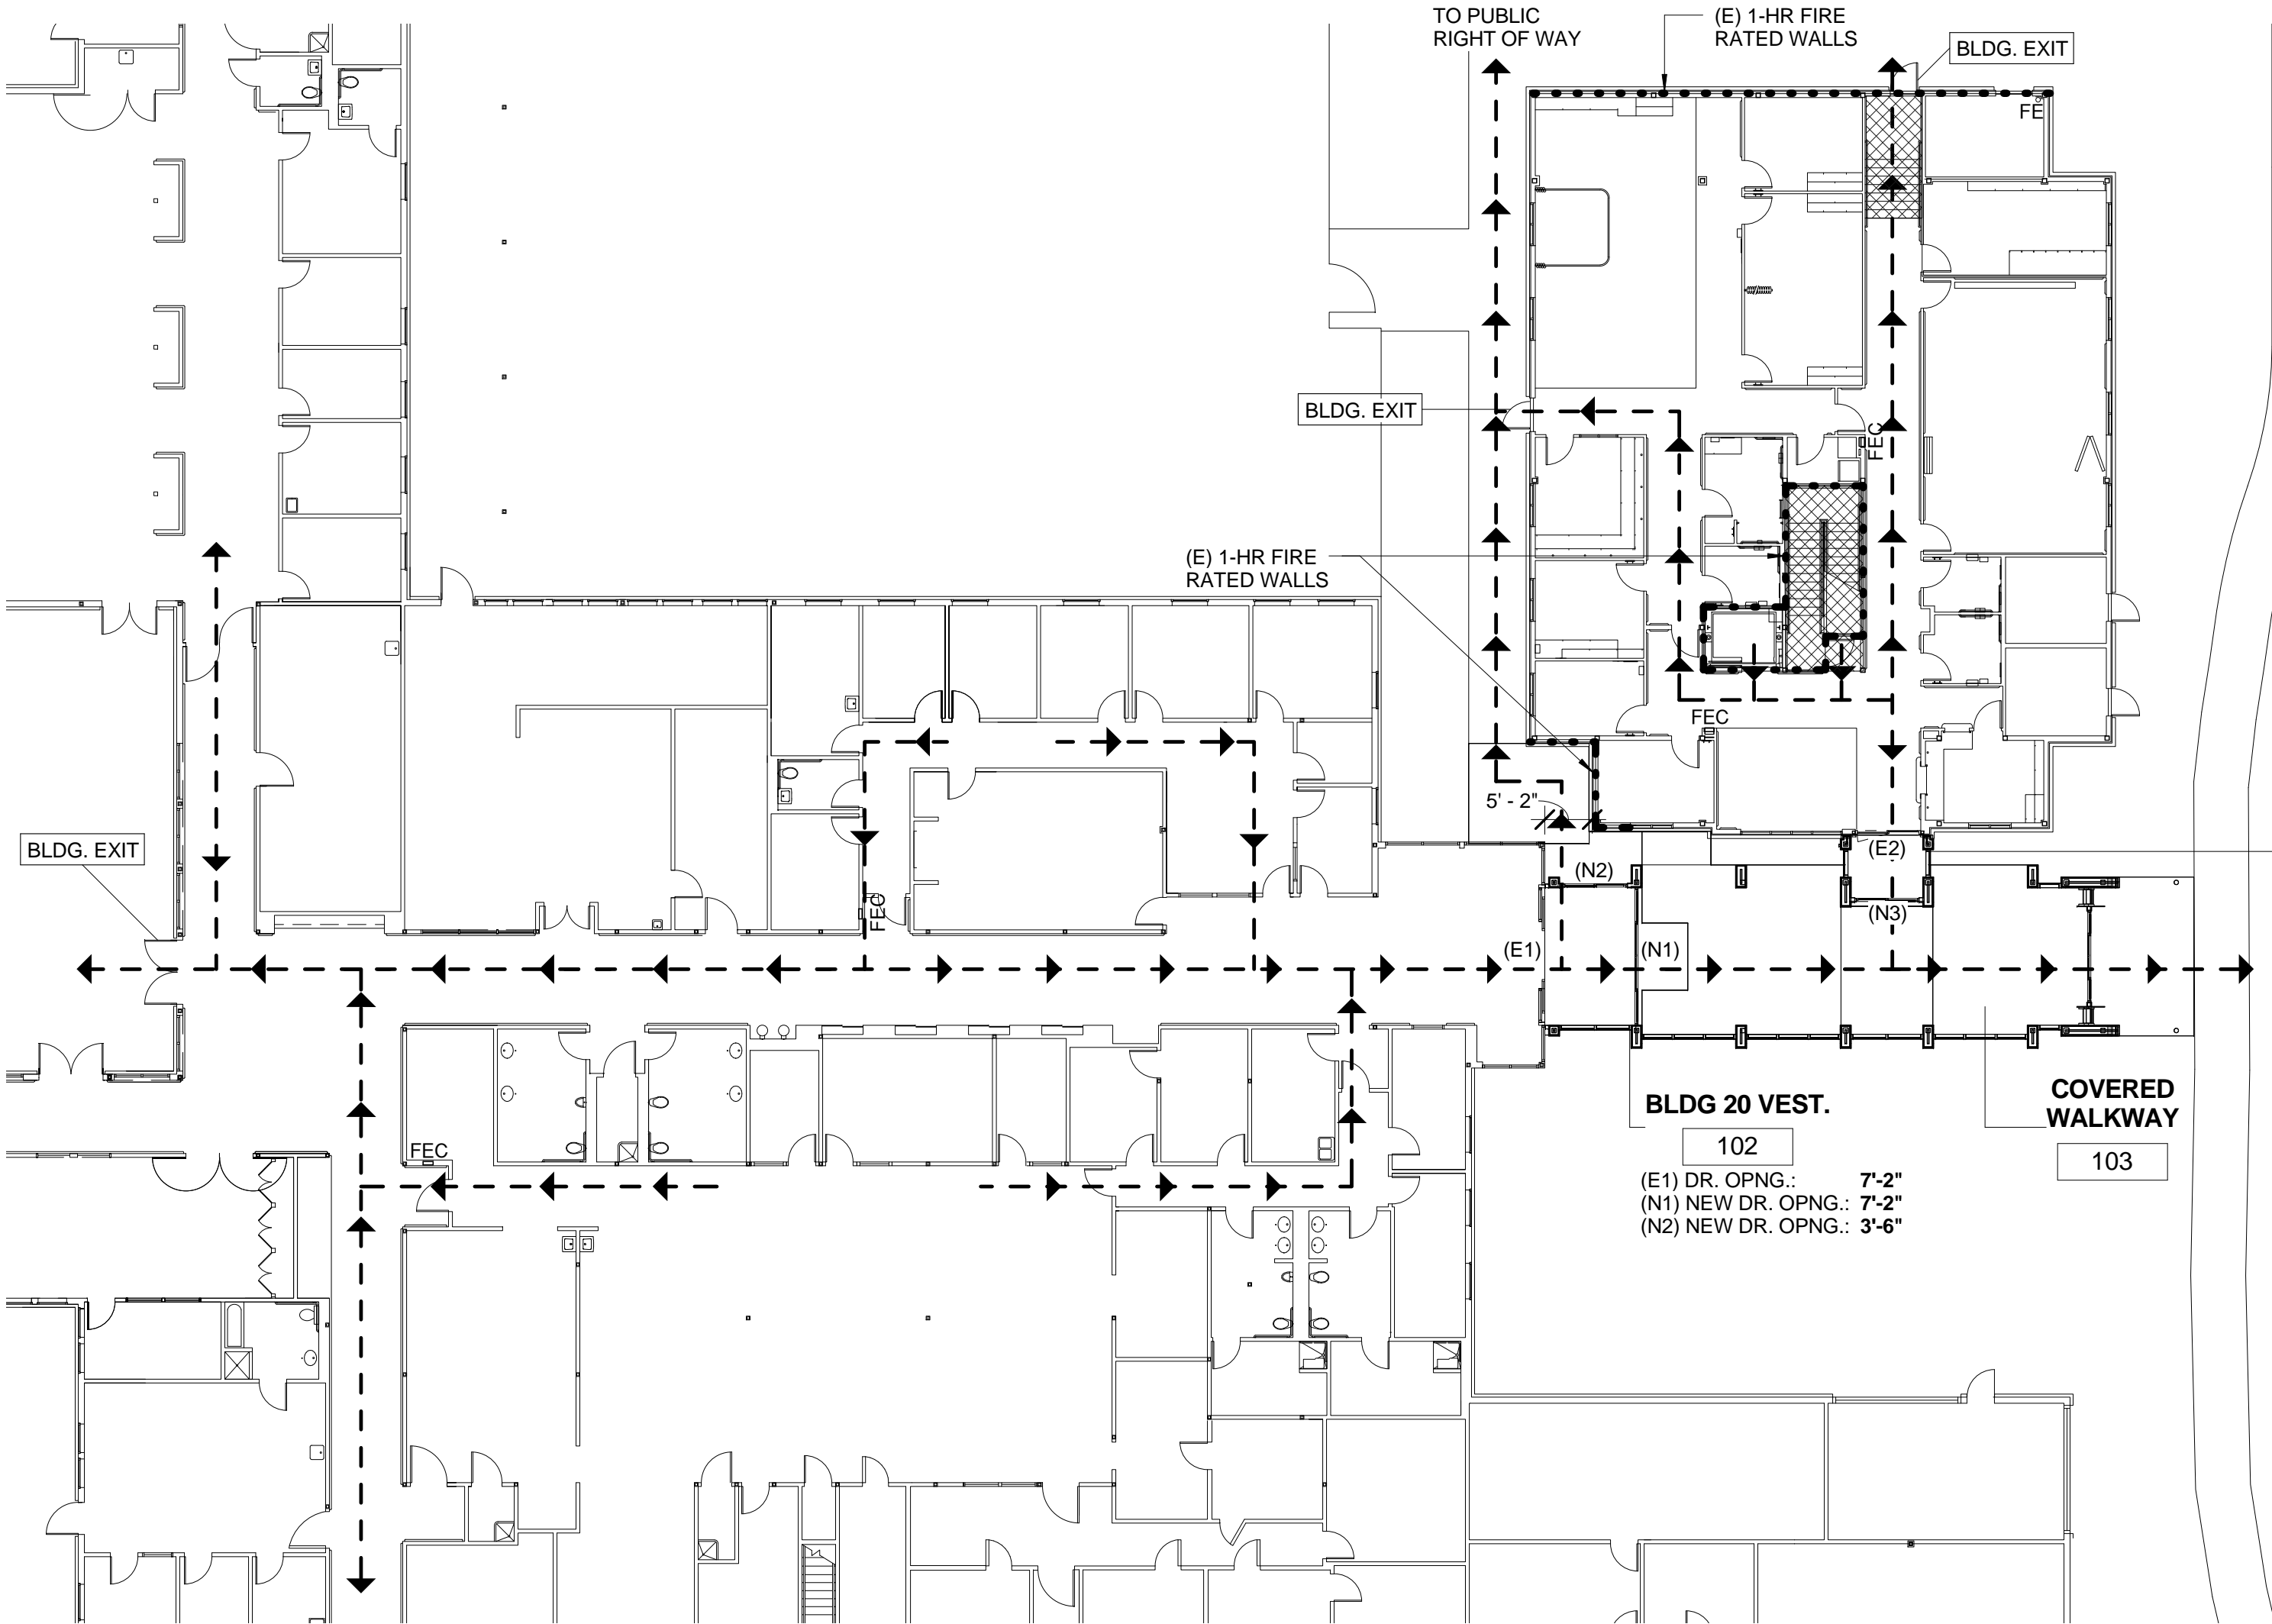 TO PUBLIC
RIGHT OF WAY
(E) 1-HR FIRE
RATED WALLS
BLDG. EXIT
FE
BLDG. EXIT
FEC
(E) 1-HR FIRE
RATED WALLS
FEC
5' - 2"
BLDG. EXIT
(E2)
(N2)
FEC
(N3)
(E1)
(N1)
FEC
BLDG 20 VEST.
102
(E1) DR. OPNG.: 7'-2"
(N1) NEW DR. OPNG.: 7'-2"
(N2) NEW DR. OPNG.: 3'-6"
COVERED
WALKWAY
103